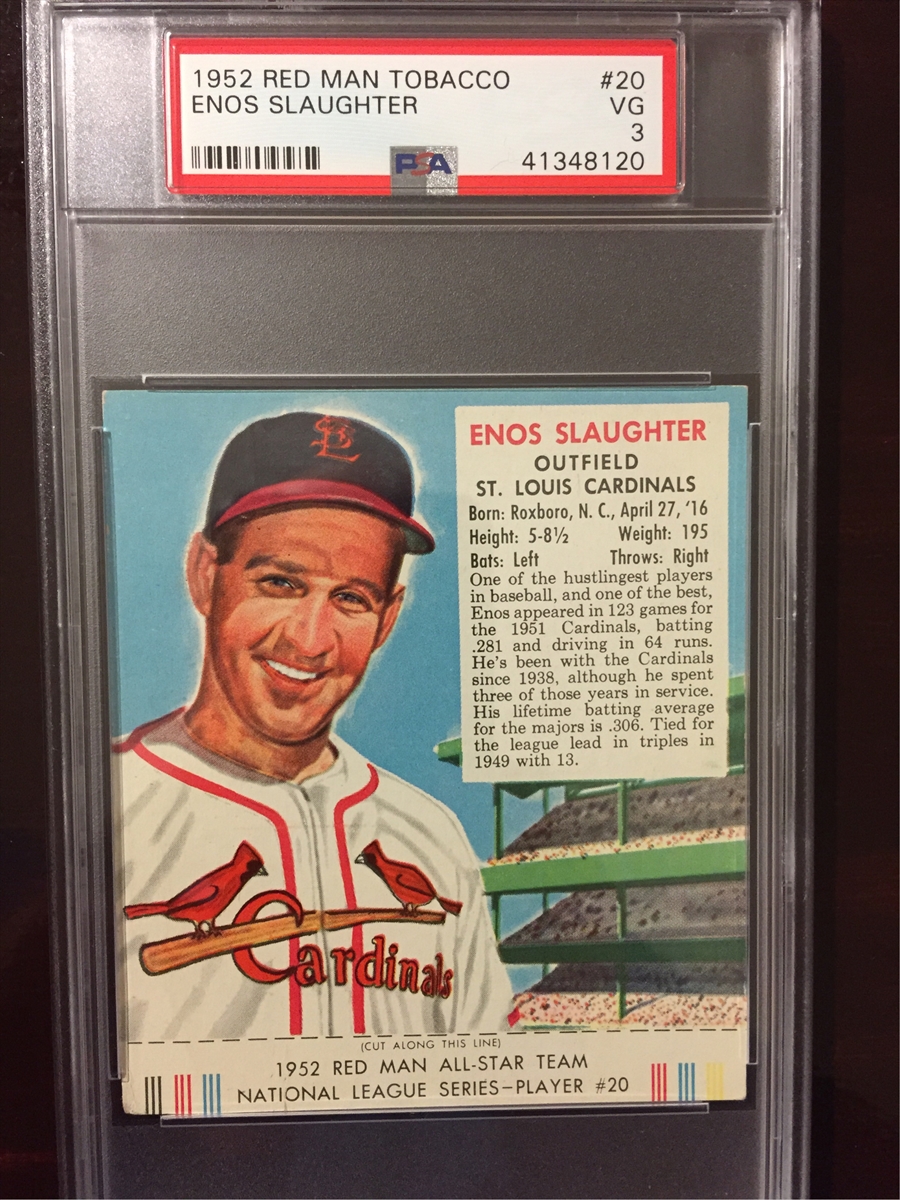 1952 RED MAN TOBACCO #20
ENOS SLAUGHTER VG
3
PSA 41348120
SL
ENOS SLAUGHTER
OUTFIELD
ST. LOUIS CARDINALS
Born: Roxboro, N. C., April 27, '16
Height: 5-8½ Weight: 195
Bats: Left Throws: Right
One of the hustlingest players
in baseball, and one of the best,
Enos appeared in 123 games for
the 1951 Cardinals, batting
.281 and driving in 64 runs.
He's been with the Cardinals
since 1938, although he spent
three of those years in service.
His lifetime batting average
for the majors is .306. Tied for
the league lead in triples in
1949 with 13.
Cardinals
(CUT ALONG THIS LINE)
1952 RED MAN ALL-STAR TEAM
NATIONAL LEAGUE SERIES–PLAYER #20